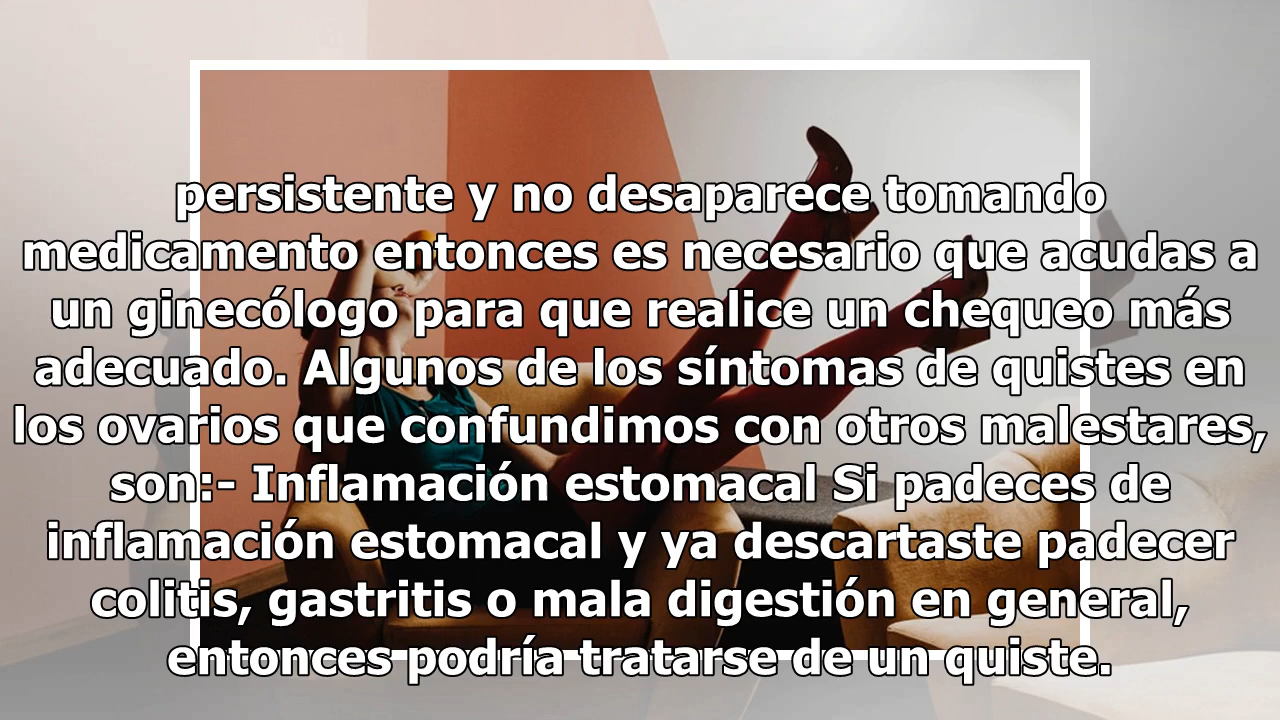 persistente y no desaparece tomando
medicamento entonces es necesario que acudas a
un ginecólogo para que realice un chequeo más
adecuado. Algunos de los síntomas de quistes en
los ovarios que confundimos con otros malestares,
son:- Inflamación estomacal Si padeces de
inflamación estomacal y ya descartaste padecer
colitis, gastritis o mala digestión en general,
entonces podría tratarse de un quiste.